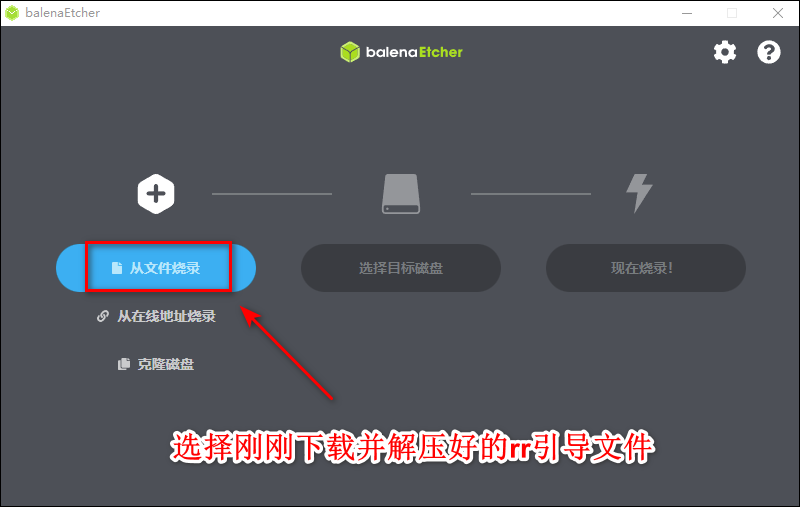 balenaEtcher
balenaEtcher
从文件烧录
选择目标磁盘
现在烧录!
从在线地址烧录
克隆磁盘
选择刚刚下载并解压好的rr引导文件